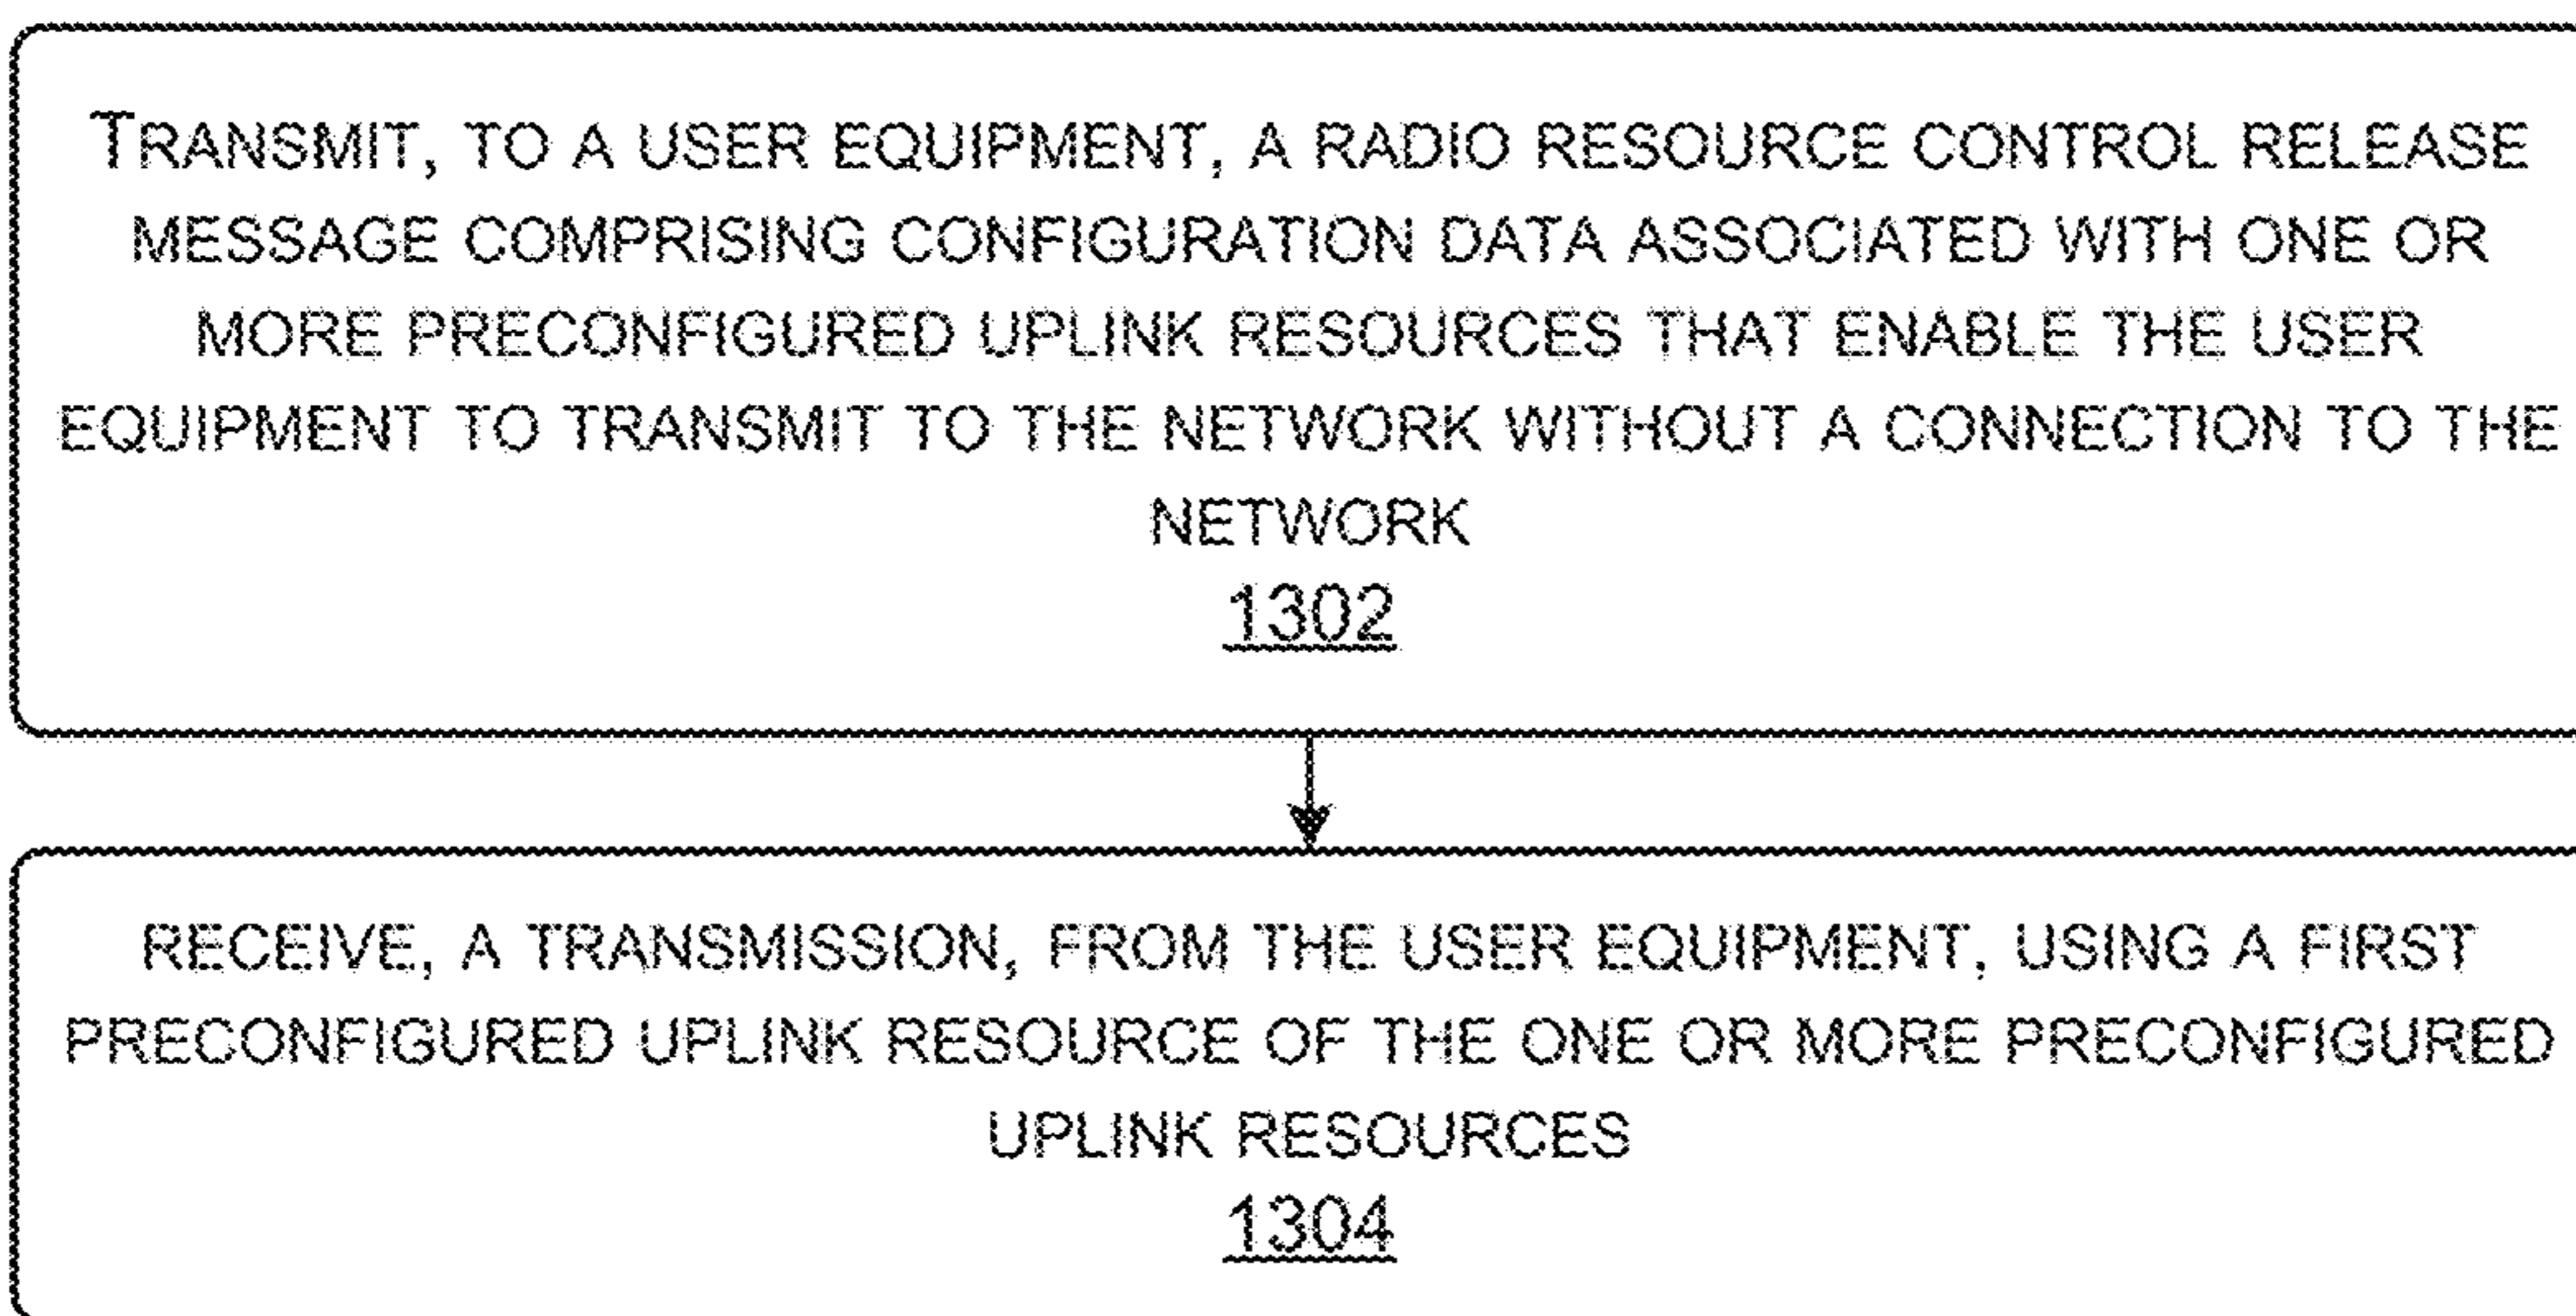 TRANSMIT, TO A USER EQUIPMENT, A RADIO RESOURCE CONTROL RELEASE
MESSAGE COMPRISING CONFIGURATION DATA ASSOCIATED WITH ONE OR
MORE PRECONFIGURED UPLINK RESOURCES THAT ENABLE THE USER
EQUIPMENT TO TRANSMIT TO THE NETWORK WITHOUT A CONNECTION TO THE
NETWORK
1302
RECEIVE, A TRANSMISSION, FROM THE USER EQUIPMENT, USING A FIRST
PRECONFIGURED UPLINK RESOURCE OF THE ONE OR MORE PRECONFIGURED
UPLINK RESOURCES
1304